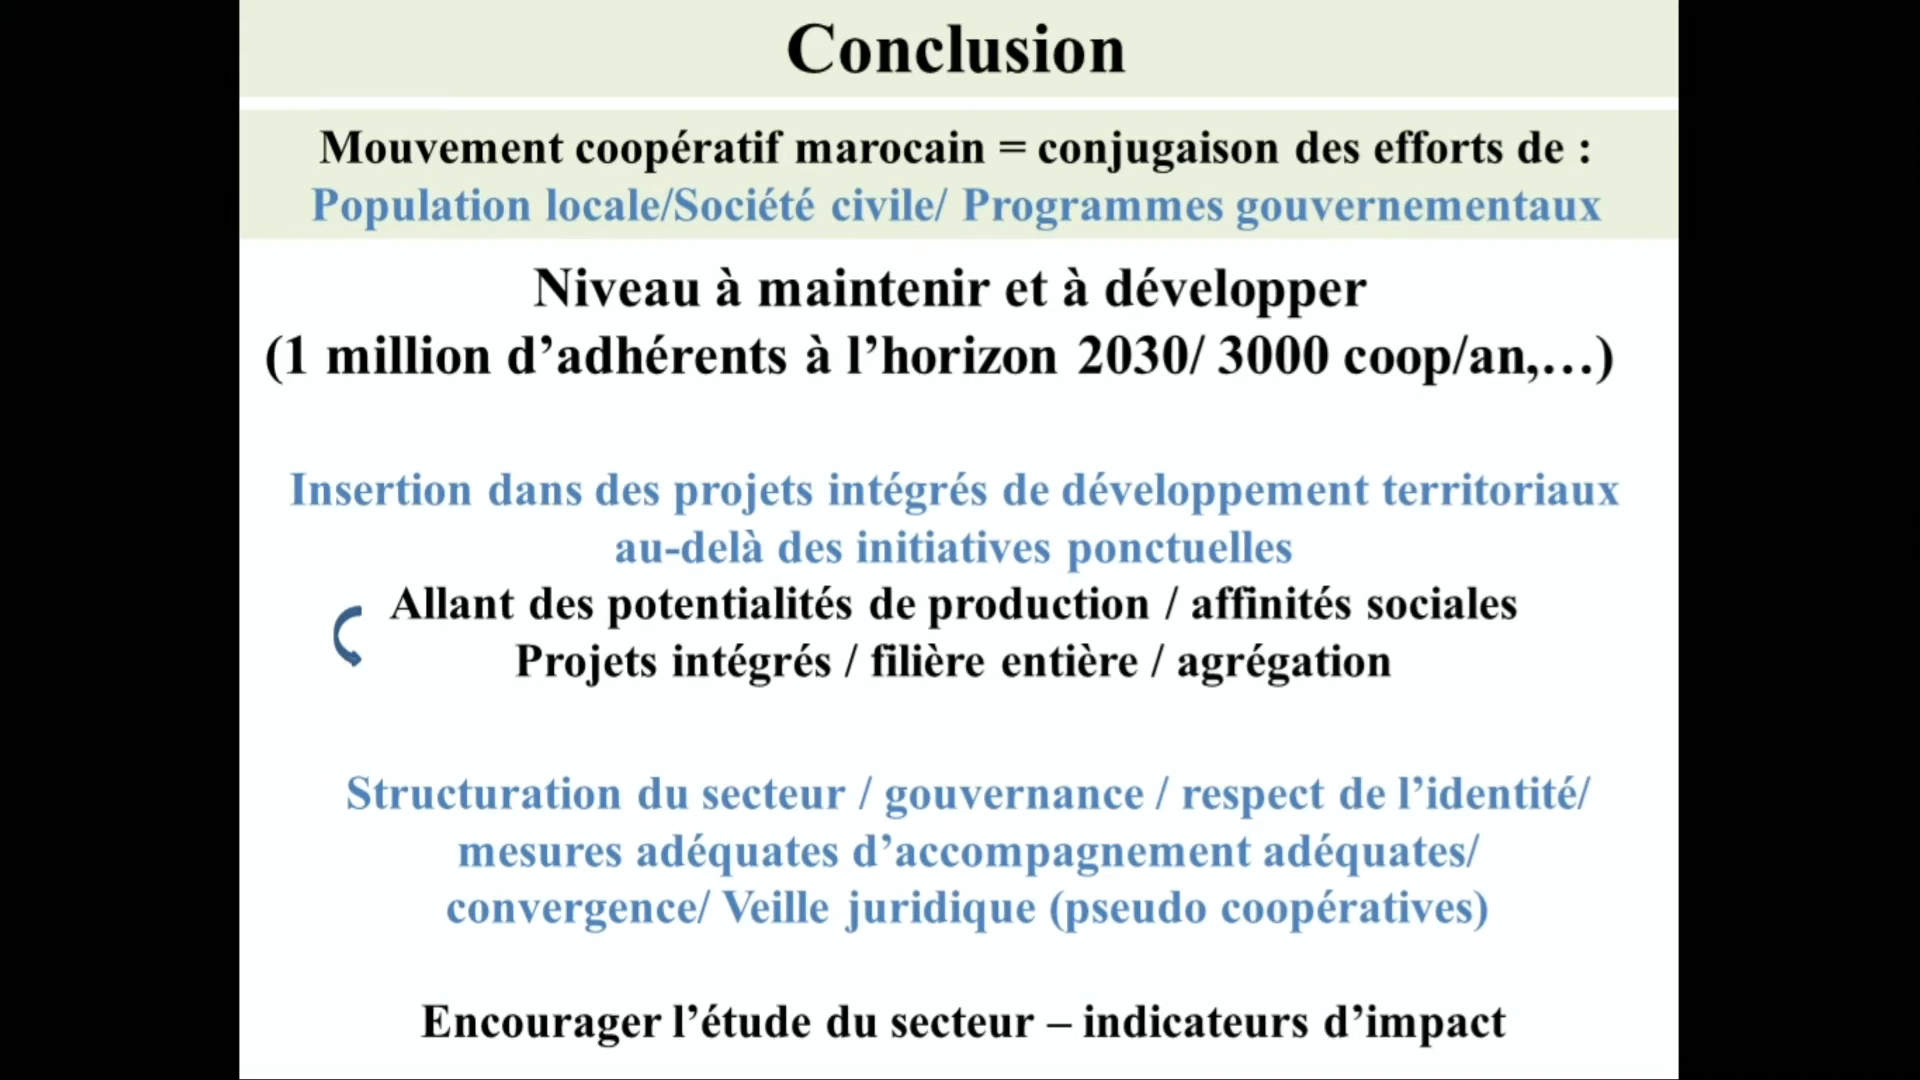 Conclusion
Mouvement coopératif marocain = conjugaison des efforts de :
Population locale/Société civile/ Programmes gouvernementaux
Niveau à maintenir et à développer
(1 million d’adhérents à l’horizon 2030/ 3000 coop/an,…)
Insertion dans des projets intégrés de développement territoriaux
au-delà des initiatives ponctuelles
Allant des potentialités de production / affinités sociales
Projets intégrés / filière entière / agrégation
Structuration du secteur / gouvernance / respect de l’identité/
mesures adéquates d’accompagnement adéquates/
convergence/ Veille juridique (pseudo coopératives)
Encourager l’étude du secteur – indicateurs d’impact